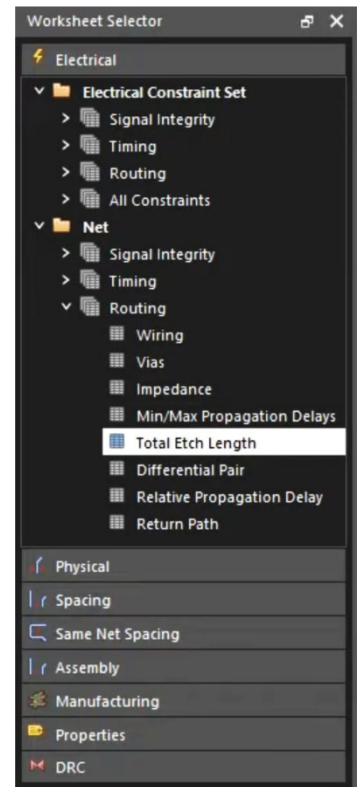 Worksheet Selector
Electrical
Electrical Constraint Set
Signal Integrity
Timing
Routing
All Constraints
Net
Signal Integrity
Timing
Routing
Wiring
Vias
Impedance
Min/Max Propagation Delays
Total Etch Length
Differential Pair
Relative Propagation Delay
Return Path
Physical
Spacing
Same Net Spacing
Assembly
Manufacturing
Properties
DRC